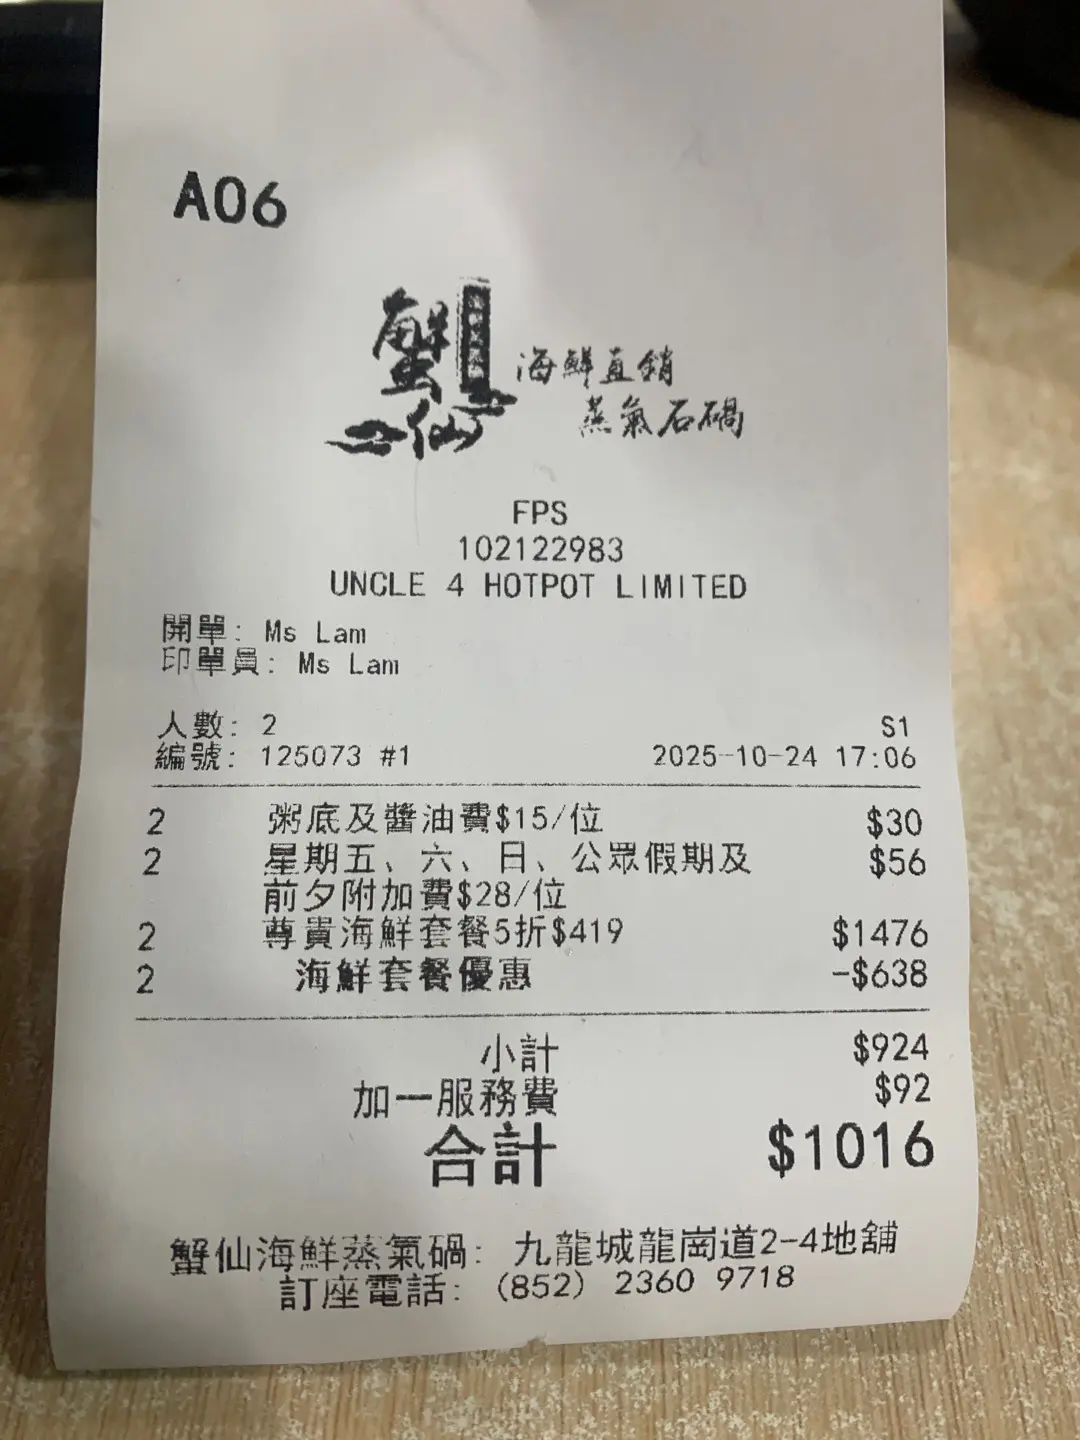 A06
蟹仙
海鮮直銷
蒸氣石鍋
FPS
102122983
UNCLE 4 HOTPOT LIMITED
開單: Ms Lam
印單員: Ms Lam
人數: 2 S1
編號: 125073 #1 2025-10-24 17:06
2 粥底及醬油費$15/位 $30
2 星期五、六、日、公眾假期及 $56
前夕附加費$28/位
2 尊貴海鮮套餐5折$419 $1476
2 海鮮套餐優惠 -$638
小計 $924
加一服務費 $92
合計 $1016
蟹仙海鮮蒸氣鍋: 九龍城龍崗道2-4地舖
訂座電話: (852) 2360 9718